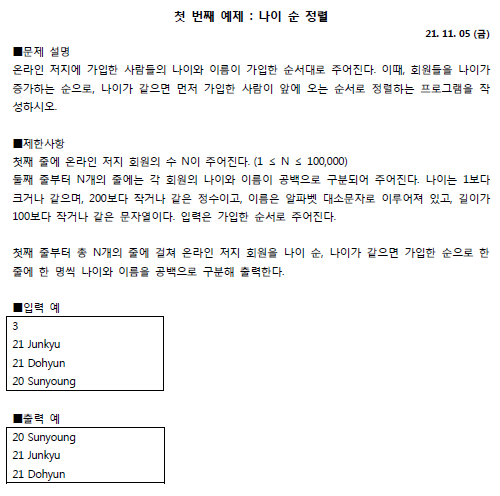 첫 번째 예제 : 나이 순 정렬
21. 11. 05 (금)
■문제 설명
온라인 저지에 가입한 사람들의 나이와 이름이 가입한 순서대로 주어진다. 이때, 회원들을 나이가
증가하는 순으로, 나이가 같으면 먼저 가입한 사람이 앞에 오는 순서로 정렬하는 프로그램을 작
성하시오.
■제한사항
첫째 줄에 온라인 저지 회원의 수 N이 주어진다. (1 ≤ N ≤ 100,000)
둘째 줄부터 N개의 줄에는 각 회원의 나이와 이름이 공백으로 구분되어 주어진다. 나이는 1보다
크거나 같으며, 200보다 작거나 같은 정수이고, 이름은 알파벳 대소문자로 이루어져 있고, 길이가
100보다 작거나 같은 문자열이다. 입력은 가입한 순서로 주어진다.
첫째 줄부터 총 N개의 줄에 걸쳐 온라인 저지 회원을 나이 순, 나이가 같으면 가입한 순으로 한
줄에 한 명씩 나이와 이름을 공백으로 구분해 출력한다.
■입력 예
3
21 Junkyu
21 Dohyun
20 Sunyoung
■출력 예
20 Sunyoung
21 Junkyu
21 Dohyun